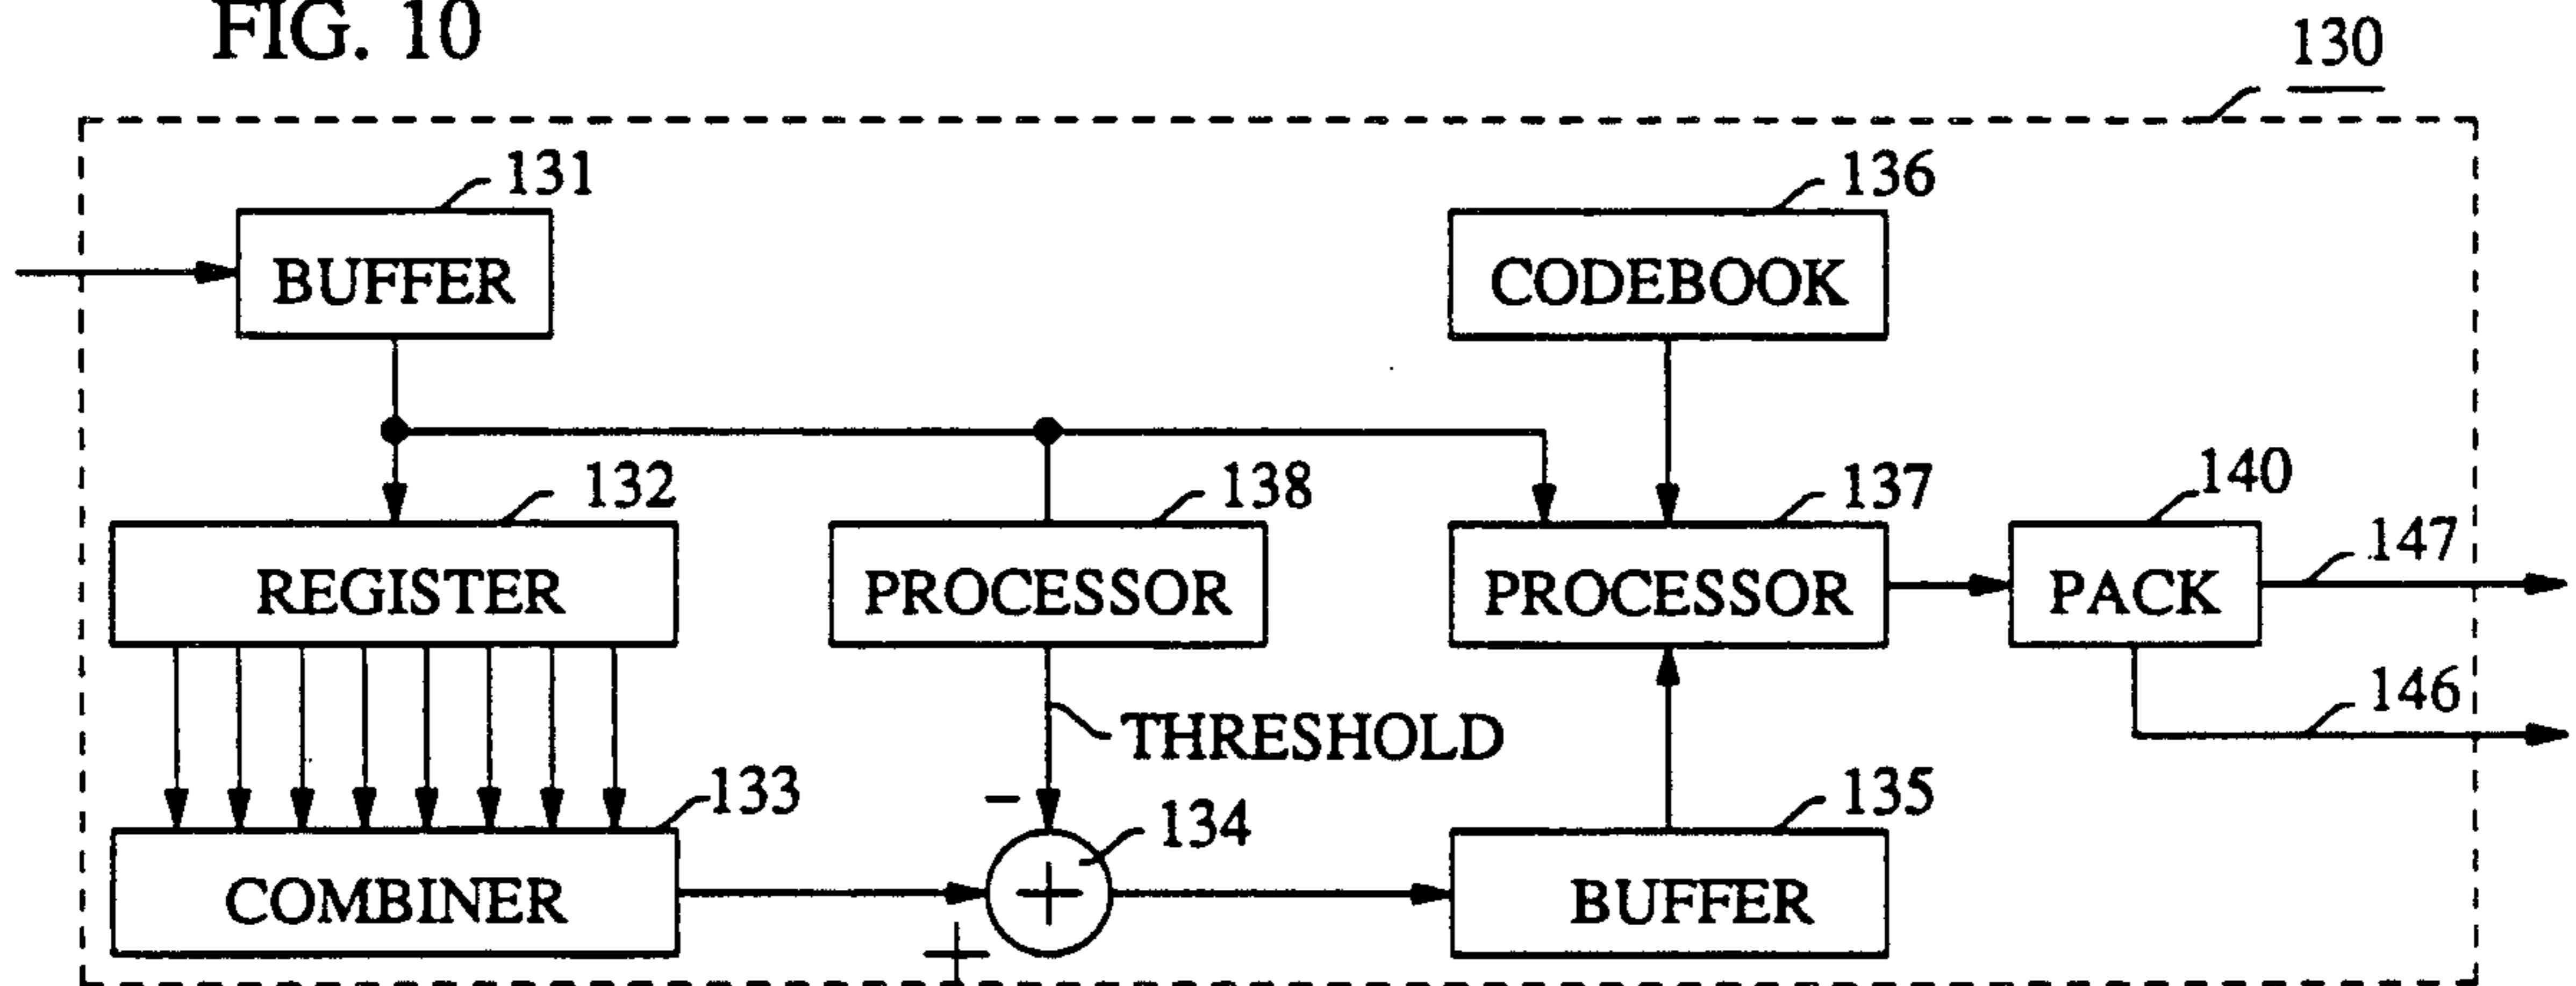 FIG. 10
130
131
BUFFER
136
CODEBOOK
132
REGISTER
138
PROCESSOR
137
PROCESSOR
140
PACK
147
146
THRESHOLD
133
COMBINER
−
+
134
+
135
BUFFER